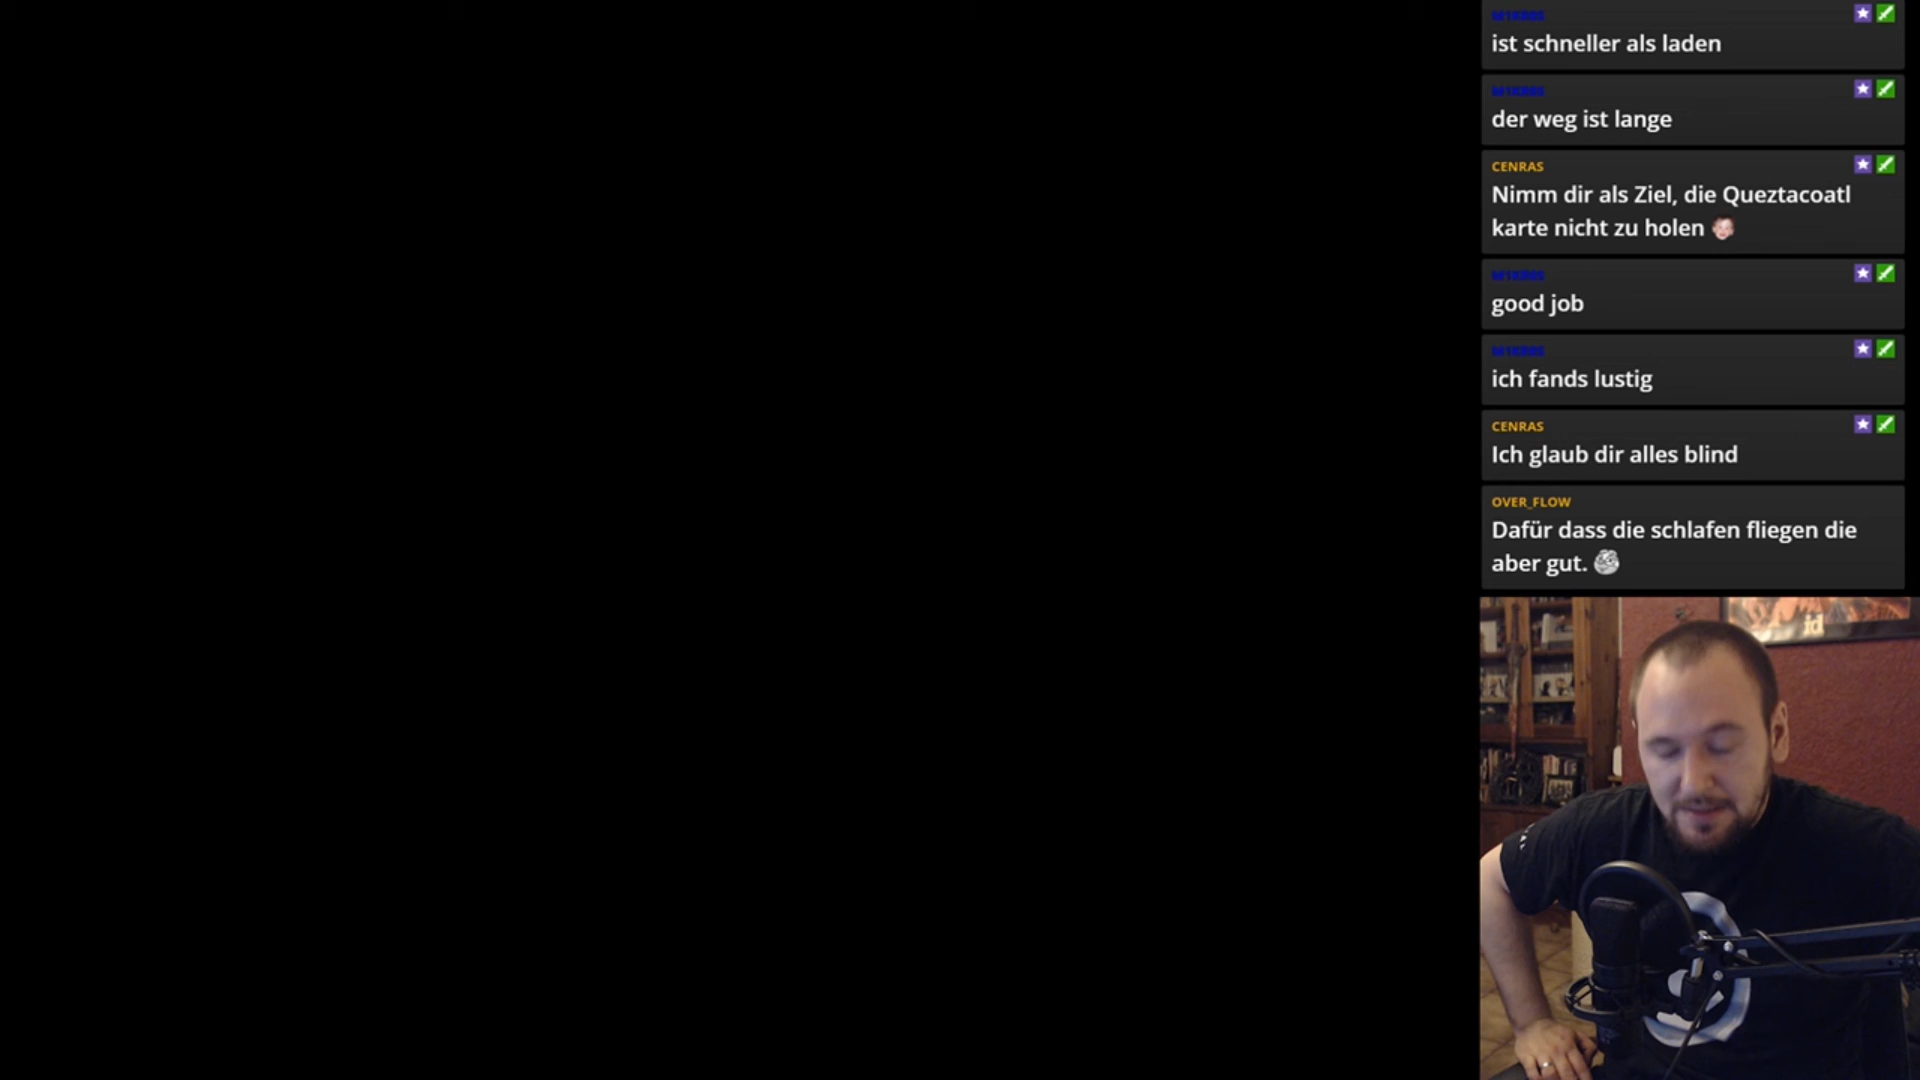 ist schneller als laden
der weg ist lange
CENRAS
Nimm dir als Ziel, die Queztacoatl
karte nicht zu holen
good job
ich fands lustig
CENRAS
Ich glaub dir alles blind
OVER_FLOW
Dafür dass die schlafen fliegen die
aber gut.
id